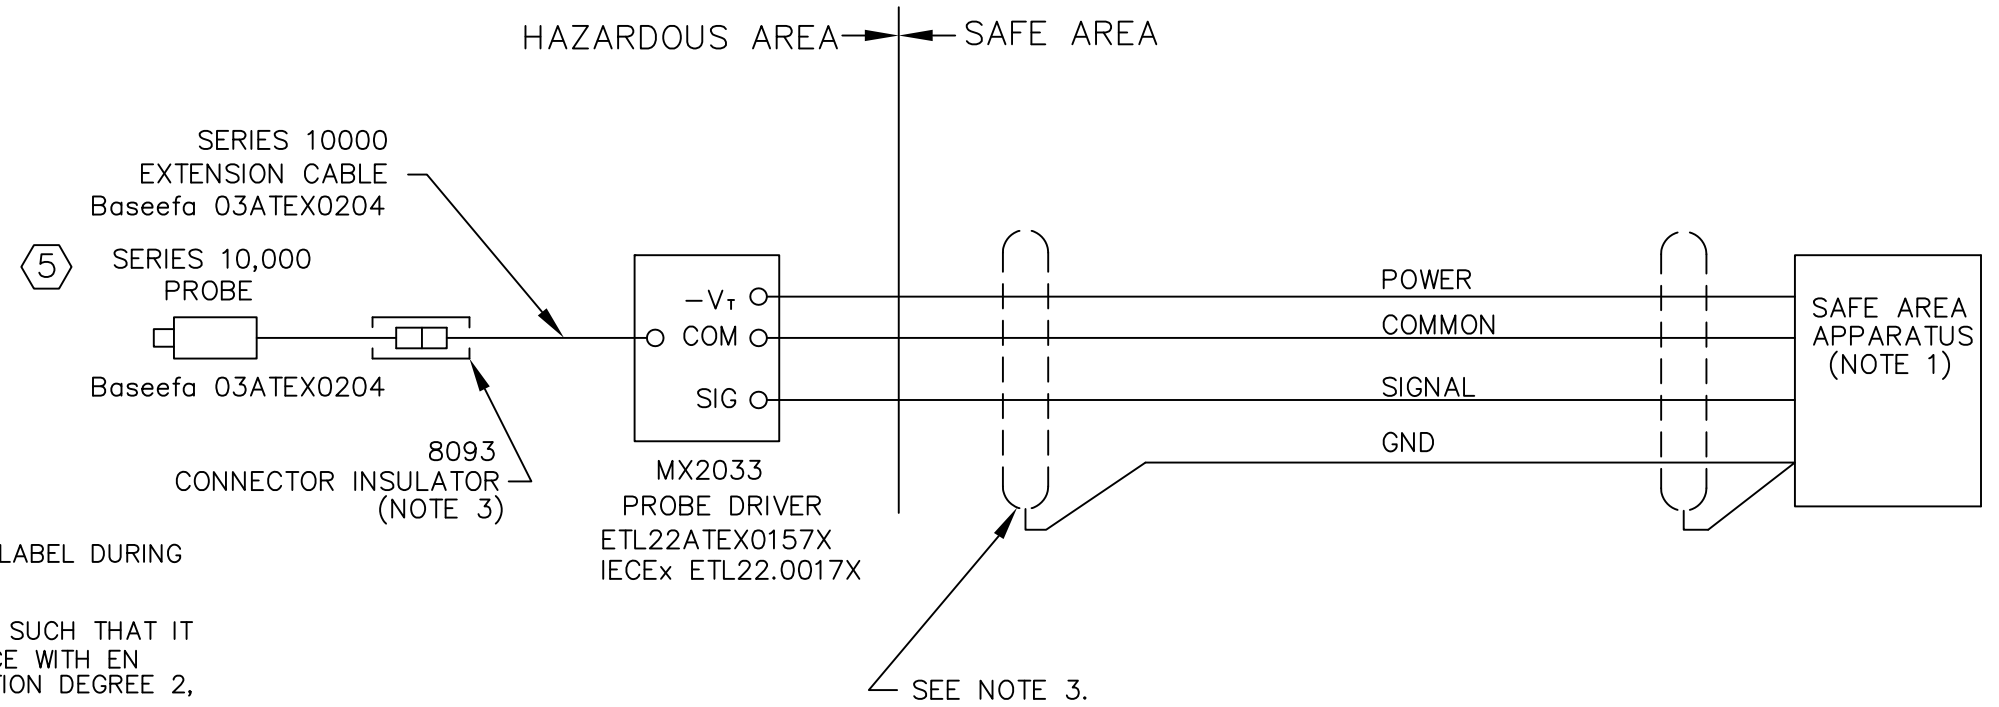 HAZARDOUS AREA
SAFE AREA
SERIES 10000
EXTENSION CABLE
Baseefa 03ATEX0204
5
SERIES 10,000
PROBE
Baseefa 03ATEX0204
8093
CONNECTOR INSULATOR
(NOTE 3)
-VT
COM
SIG
MX2033
PROBE DRIVER
ETL22ATEX0157X
IECEx ETL22.0017X
POWER
COMMON
SIGNAL
GND
SAFE AREA
APPARATUS
(NOTE 1)
LABEL DURING
SUCH THAT IT
WITH EN
DEGREE 2,
SEE NOTE 3.